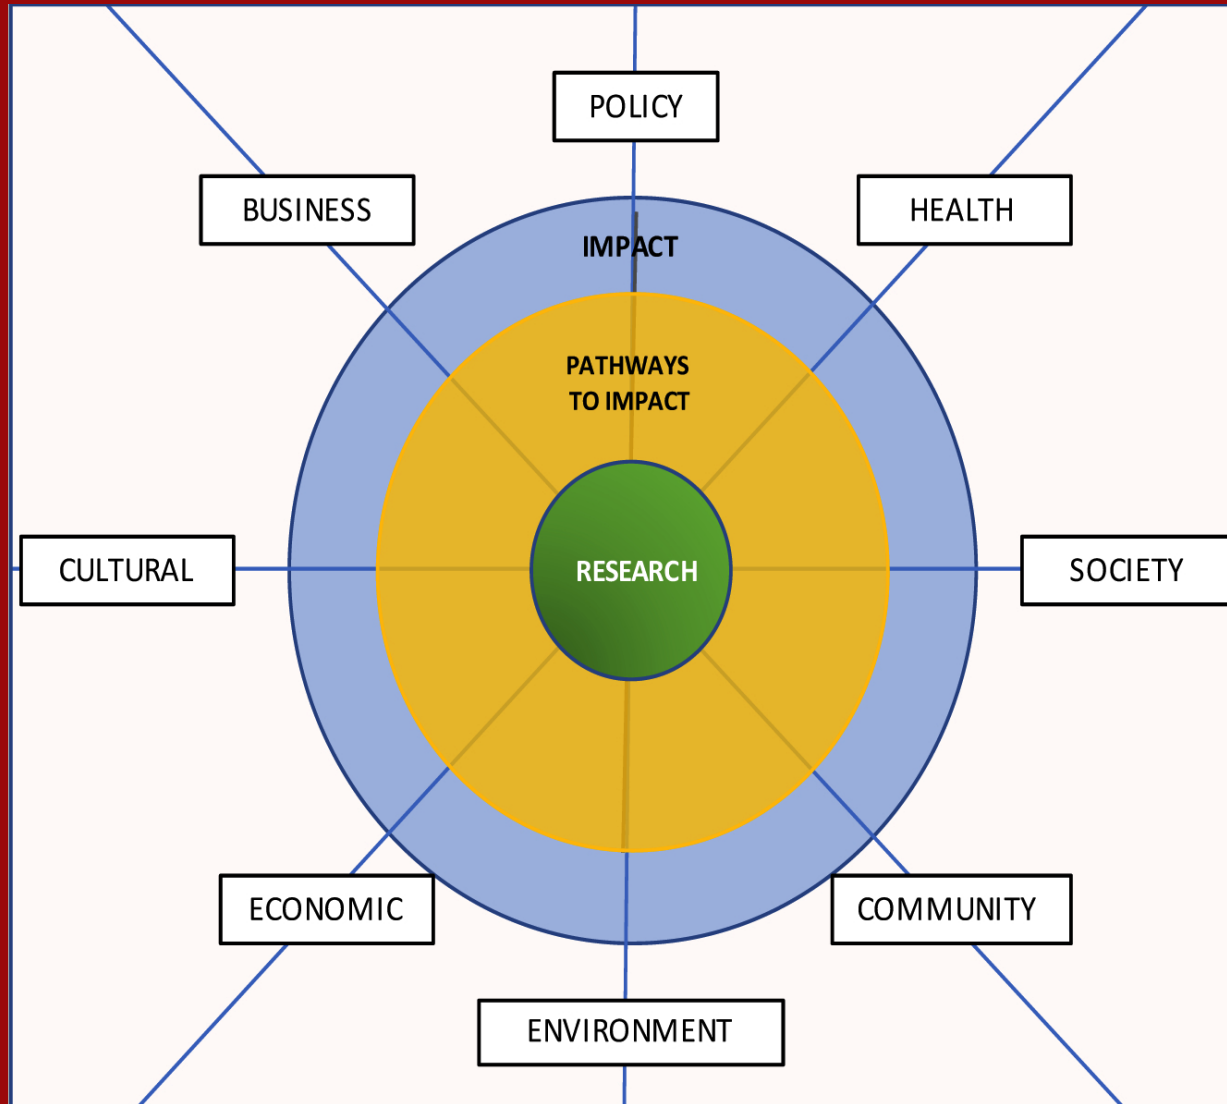 POLICY
BUSINESS
HEALTH
IMPACT
PATHWAYS
TO IMPACT
CULTURAL
RESEARCH
SOCIETY
ECONOMIC
COMMUNITY
ENVIRONMENT